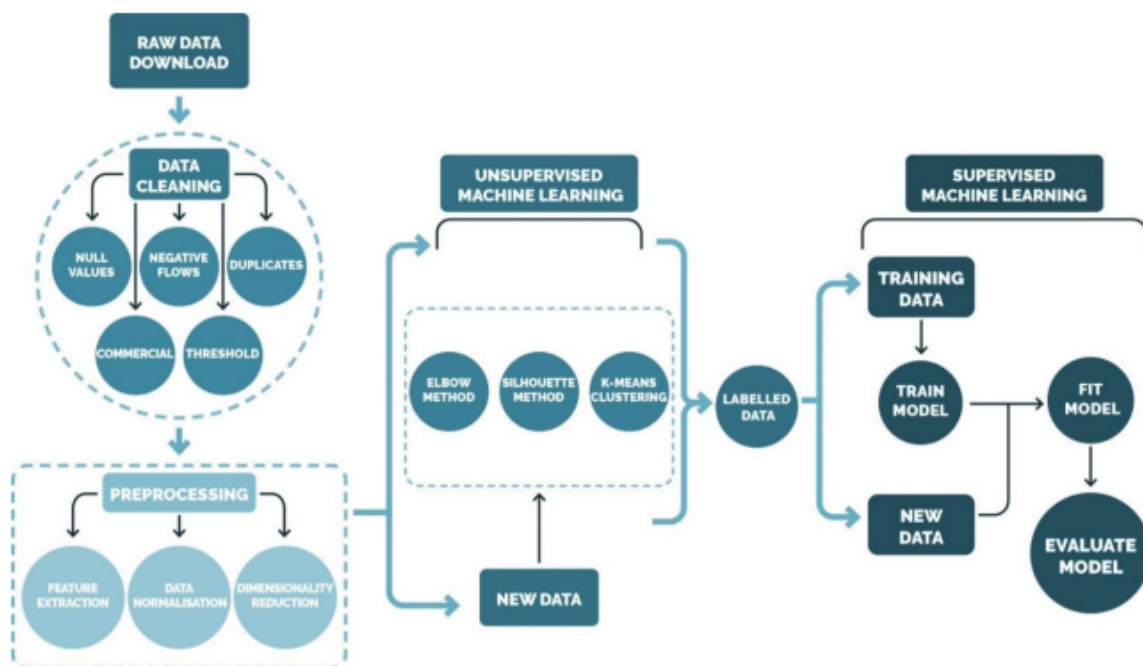 RAW DATA
DOWNLOAD
DATA
CLEANING
NULL
VALUES
NEGATIVE
FLOWS
DUPLICATES
COMMERCIAL
THRESHOLD
PREPROCESSING
FEATURE
EXTRACTION
DATA
NORMALISATION
DIMENSIONALITY
REDUCTION
UNSUPERVISED
MACHINE LEARNING
ELBOW
METHOD
SILHOUETTE
METHOD
K-MEANS
CLUSTERING
NEW DATA
LABELLED
DATA
SUPERVISED
MACHINE LEARNING
TRAINING
DATA
TRAIN
MODEL
FIT
MODEL
NEW
DATA
EVALUATE
MODEL